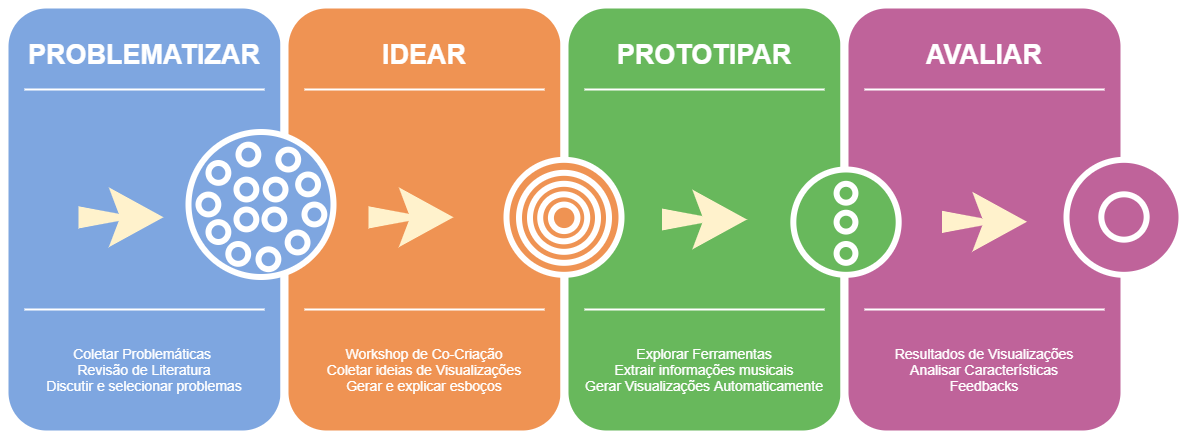 PROBLEMATIZAR
Coletar Problemáticas
Revisão de Literatura
Discutir e selecionar problemas
IDEAR
Workshop de Co-Criação
Coletar ideias de Visualizações
Gerar e explicar esboços
PROTOTIPAR
Explorar Ferramentas
Extrair informações musicais
Gerar Visualizações Automaticamente
AVALIAR
Resultados de Visualizações
Analisar Características
Feedbacks